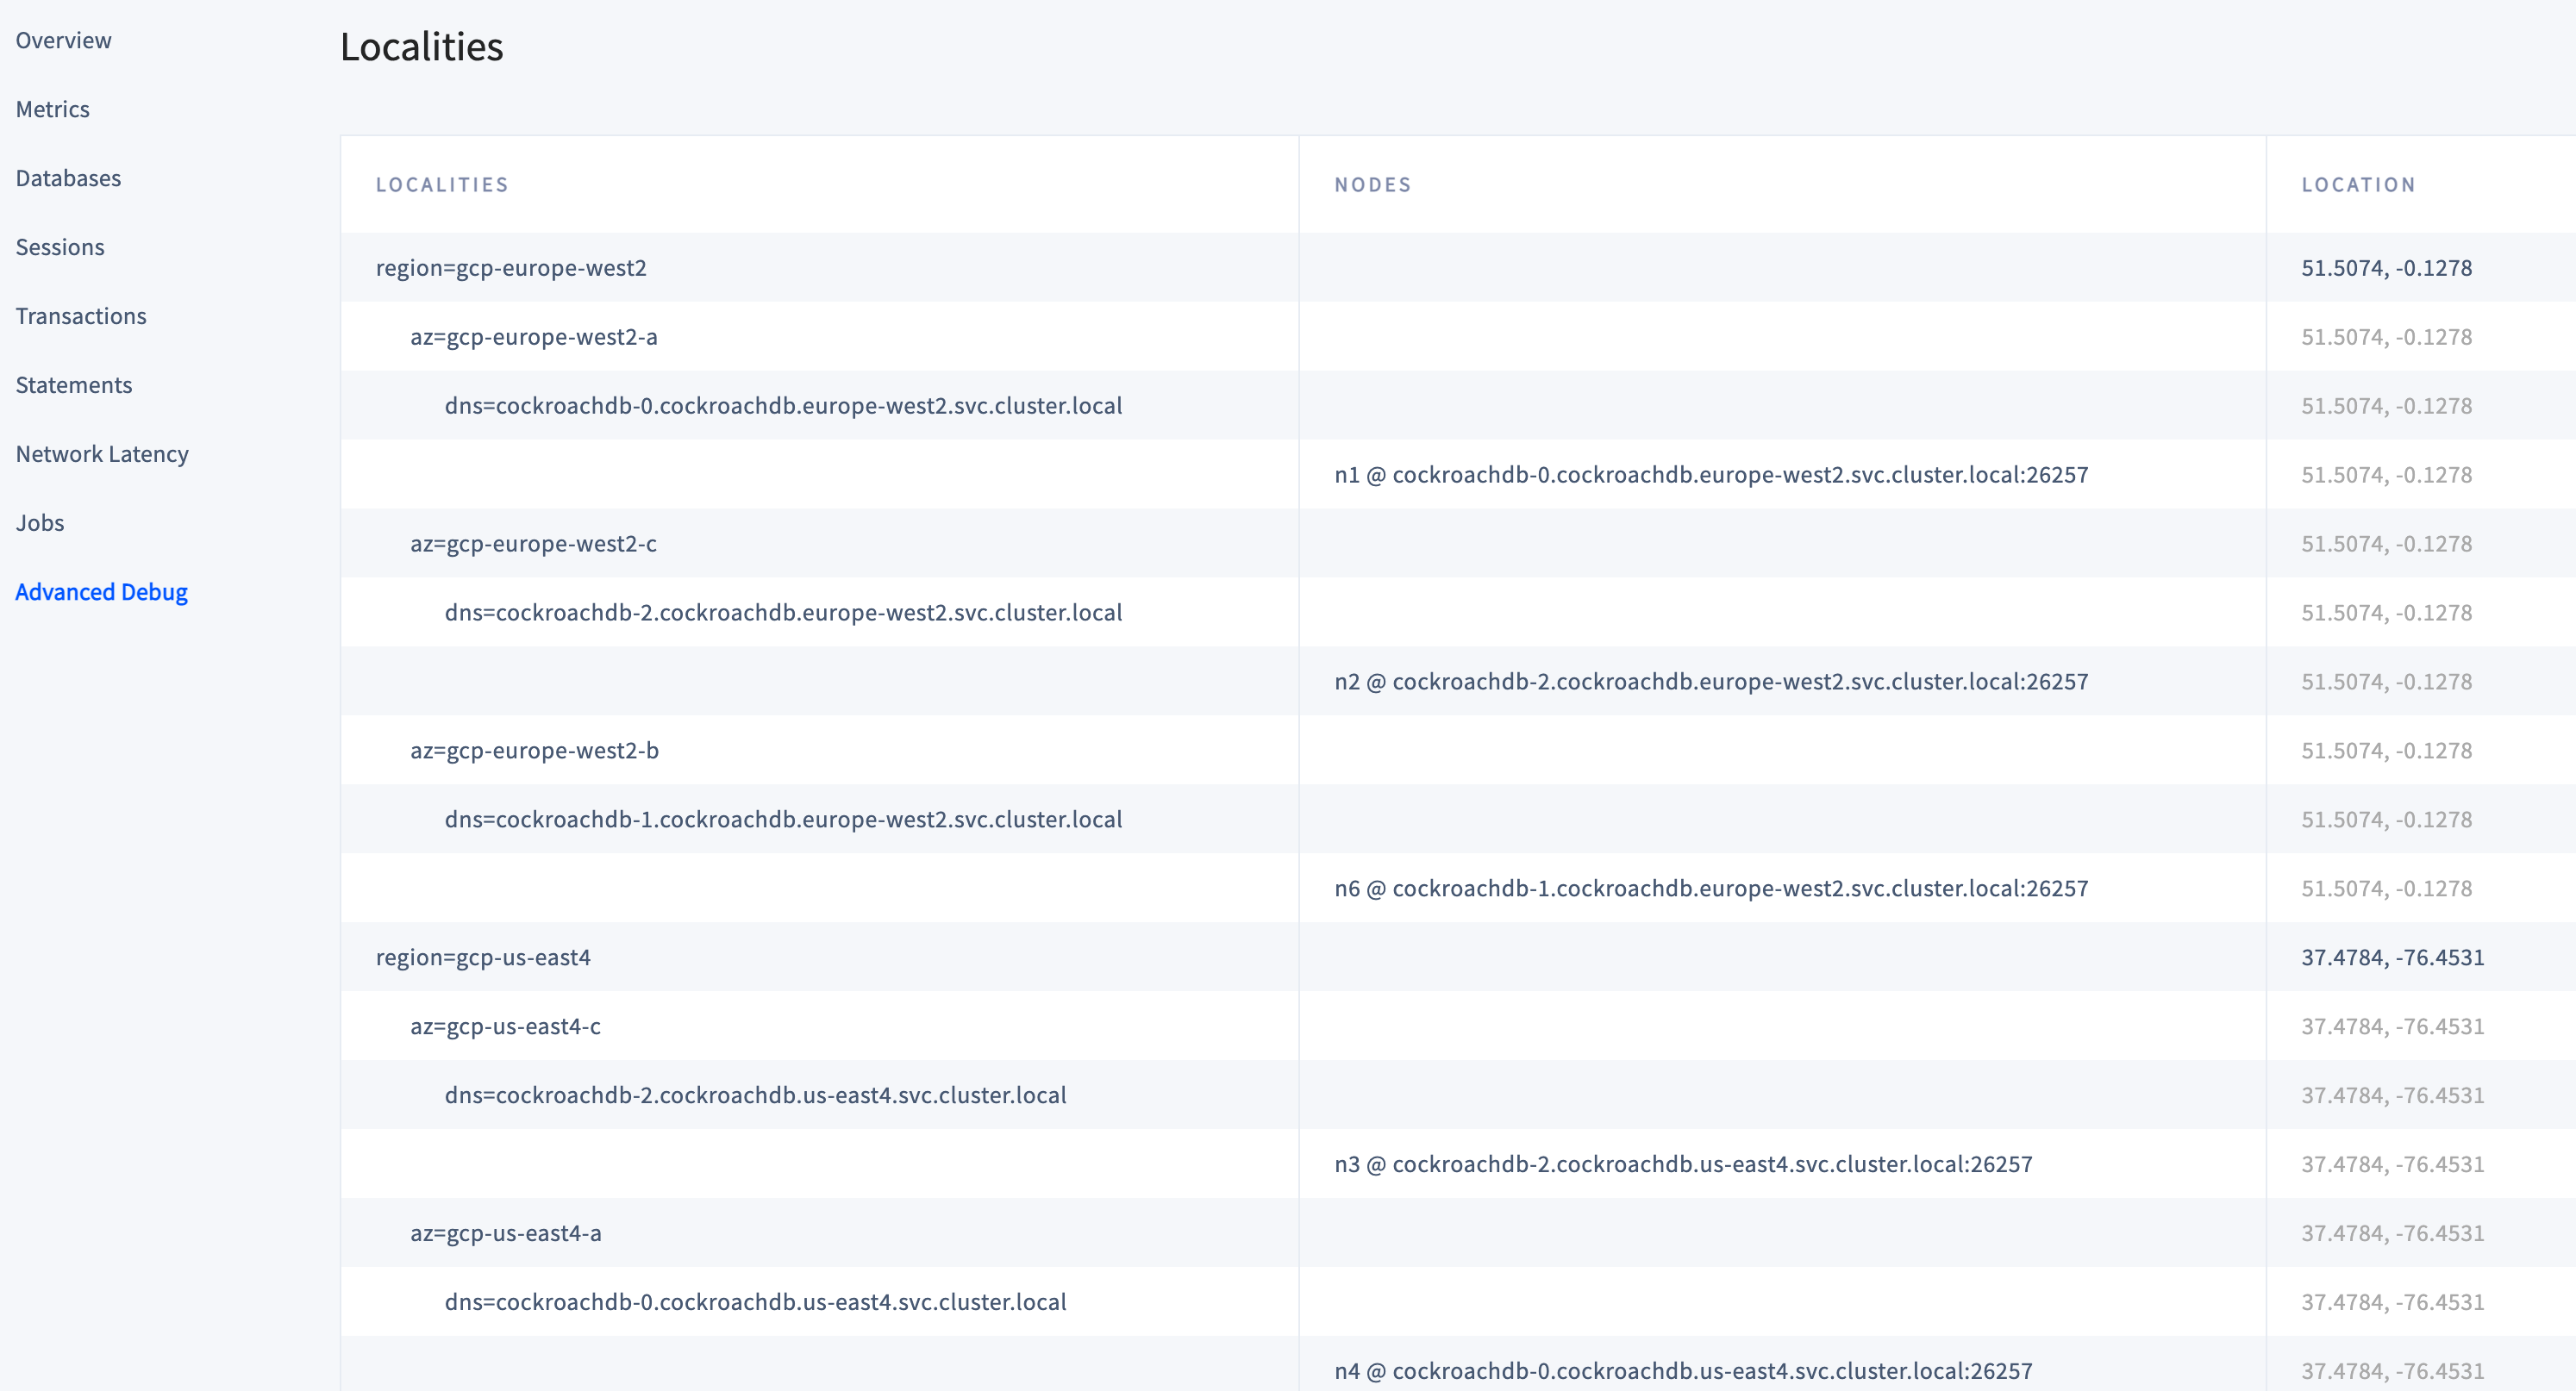 Overview
Metrics
Databases
Sessions
Transactions
Statements
Network Latency
Jobs
Advanced Debug
Localities
LOCALITIES NODES LOCATION
region=gcp-europe-west2 51.5074, -0.1278
az=gcp-europe-west2-a 51.5074, -0.1278
dns=cockroachdb-0.cockroachdb.europe-west2.svc.cluster.local 51.5074, -0.1278
n1 @ cockroachdb-0.cockroachdb.europe-west2.svc.cluster.local:26257 51.5074, -0.1278
az=gcp-europe-west2-c 51.5074, -0.1278
dns=cockroachdb-2.cockroachdb.europe-west2.svc.cluster.local 51.5074, -0.1278
n2 @ cockroachdb-2.cockroachdb.europe-west2.svc.cluster.local:26257 51.5074, -0.1278
az=gcp-europe-west2-b 51.5074, -0.1278
dns=cockroachdb-1.cockroachdb.europe-west2.svc.cluster.local 51.5074, -0.1278
n6 @ cockroachdb-1.cockroachdb.europe-west2.svc.cluster.local:26257 51.5074, -0.1278
region=gcp-us-east4 37.4784, -76.4531
az=gcp-us-east4-c 37.4784, -76.4531
dns=cockroachdb-2.cockroachdb.us-east4.svc.cluster.local 37.4784, -76.4531
n3 @ cockroachdb-2.cockroachdb.us-east4.svc.cluster.local:26257 37.4784, -76.4531
az=gcp-us-east4-a 37.4784, -76.4531
dns=cockroachdb-0.cockroachdb.us-east4.svc.cluster.local 37.4784, -76.4531
n4 @ cockroachdb-0.cockroachdb.us-east4.svc.cluster.local:26257 37.4784, -76.4531